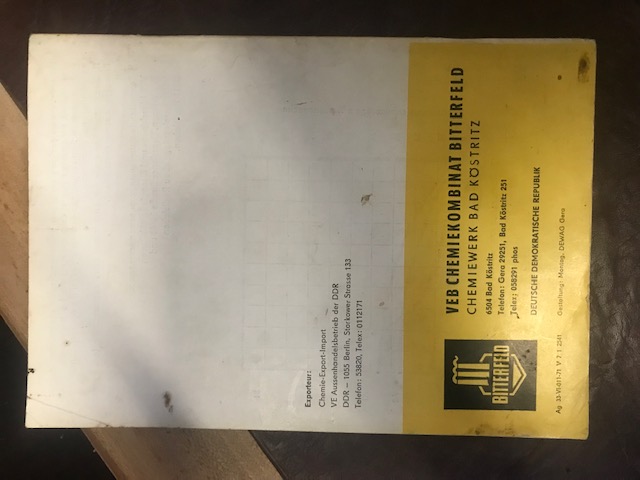 Exporteur:
Chemie-Export-Import
VE Aussenhandelsbetrieb der DDR
DDR – 1055 Berlin, Storkower Strasse 133
Telefon: 53820, Telex: 0112171
VEB CHEMIEKOMBINAT BITTERFELD
CHEMIEWERK BAD KÖSTRITZ
6504 Bad Köstritz
Telefon: Gera 29251, Bad Köstritz 251
Telex: 058291 phos
DEUTSCHE DEMOKRATISCHE REPUBLIK
BITTERFELD
Gestaltung: Montag, DEWAG Gera